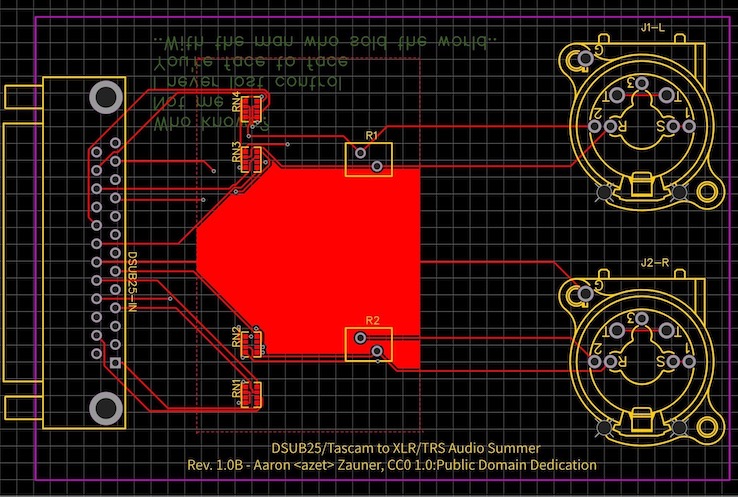 ..With the man who sold the world..
You're face to face
I never lost control
Not me
Who knows?
J1-L
RN4
RN3
R1
G
3
T
T
2
R
S
DSUB25-IN
J2-R
RN2
RN1
R2
G
3
T
T
2
R
S
DSUB25/Tascam to XLR/TRS Audio Summer
Rev. 1.0B - Aaron <azet> Zauner, CC0 1.0:Public Domain Dedication